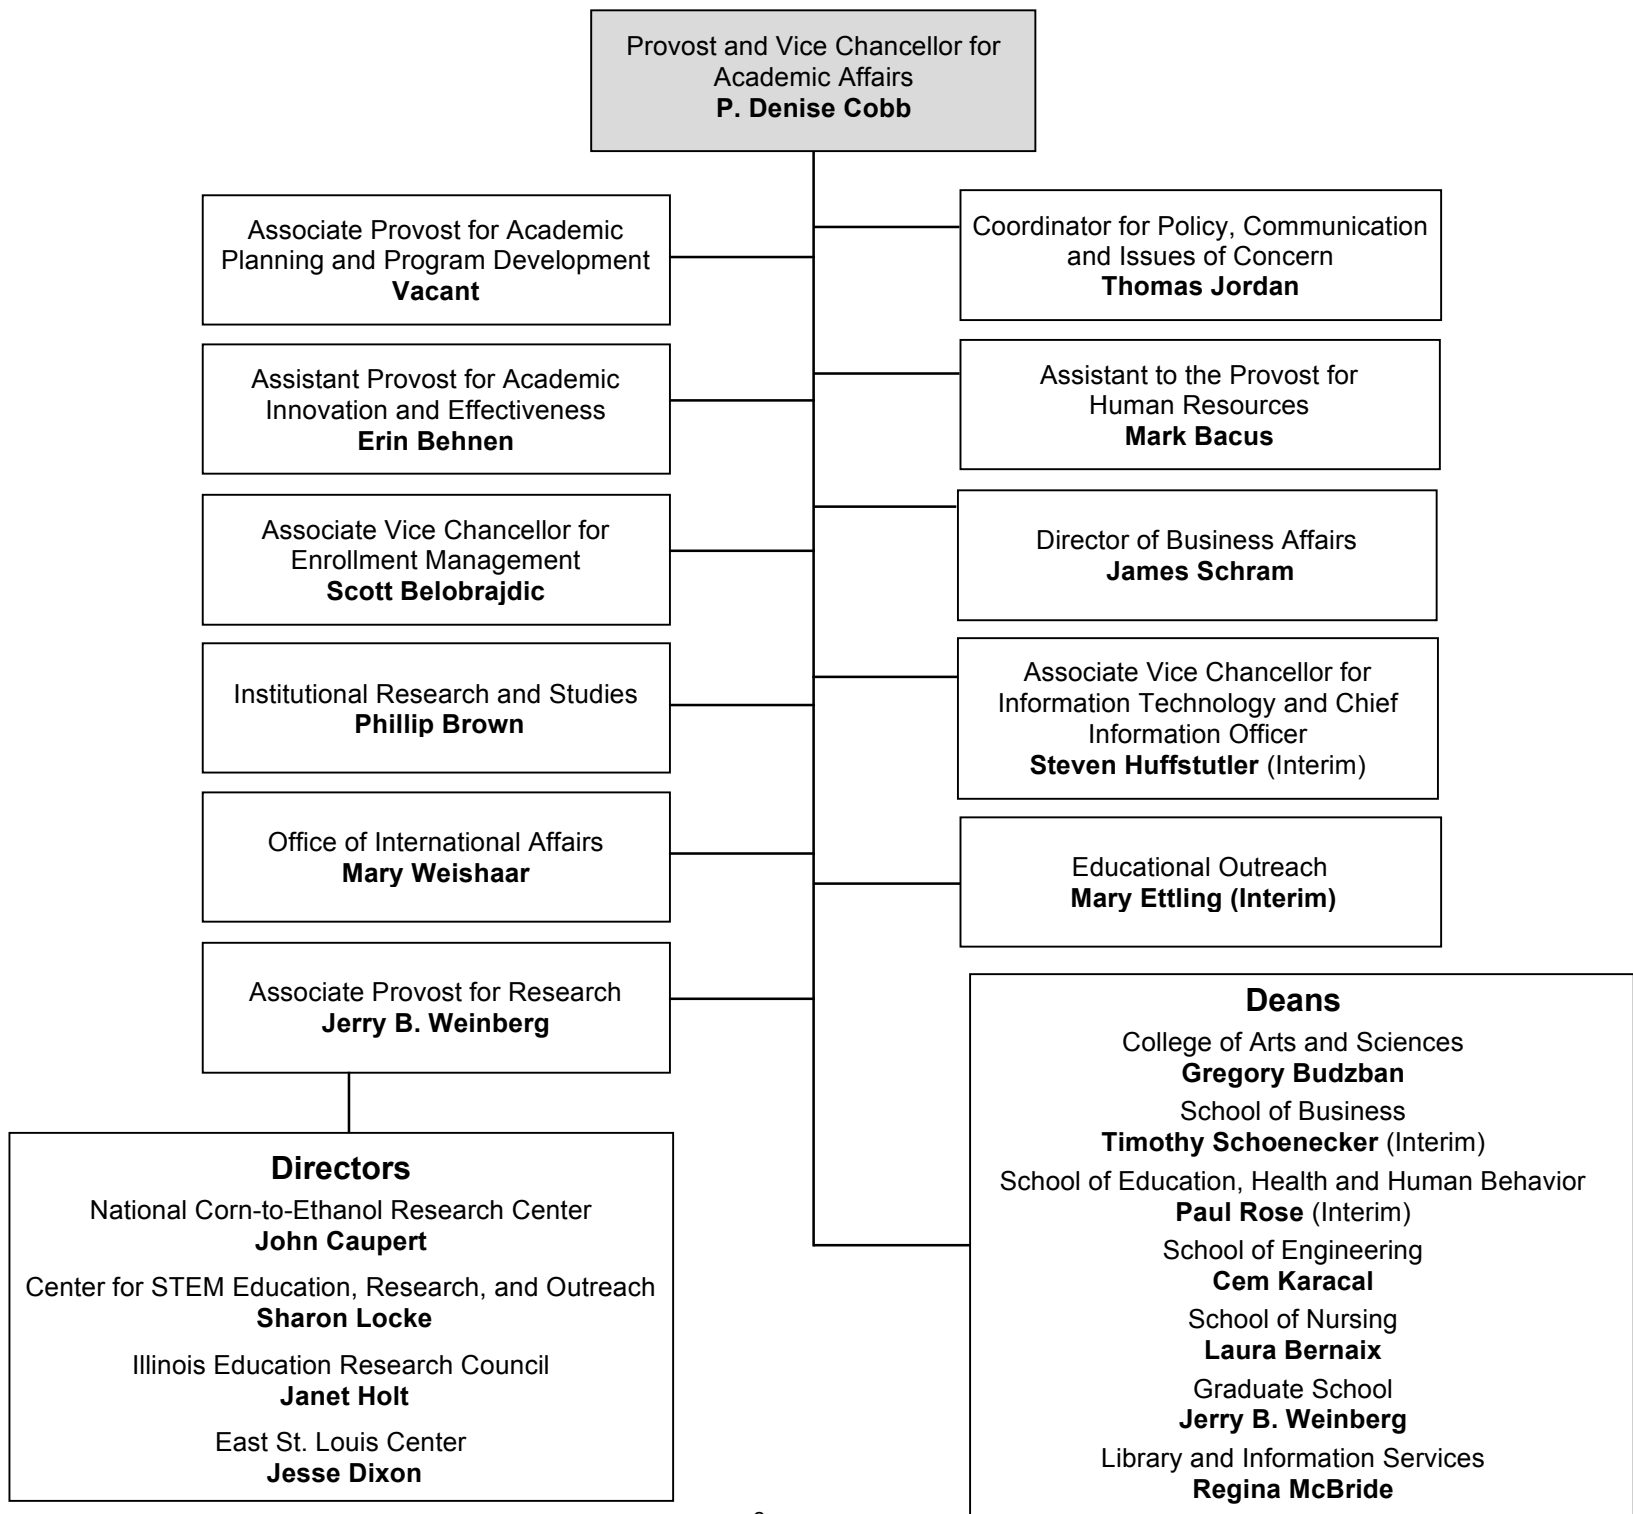 Provost and Vice Chancellor for
Academic Affairs
P. Denise Cobb
Associate Provost for Academic
Planning and Program Development
Vacant
Coordinator for Policy, Communication
and Issues of Concern
Thomas Jordan
Assistant Provost for Academic
Innovation and Effectiveness
Erin Behnen
Assistant to the Provost for
Human Resources
Mark Bacus
Associate Vice Chancellor for
Enrollment Management
Scott Belobrajdic
Director of Business Affairs
James Schram
Institutional Research and Studies
Phillip Brown
Associate Vice Chancellor for
Information Technology and Chief
Information Officer
Steven Huffstutler (Interim)
Office of International Affairs
Mary Weishaar
Educational Outreach
Mary Ettling (Interim)
Associate Provost for Research
Jerry B. Weinberg
Directors
National Corn-to-Ethanol Research Center
John Caupert
Center for STEM Education, Research, and Outreach
Sharon Locke
Illinois Education Research Council
Janet Holt
East St. Louis Center
Jesse Dixon
Deans
College of Arts and Sciences
Gregory Budzban
School of Business
Timothy Schoenecker (Interim)
School of Education, Health and Human Behavior
Paul Rose (Interim)
School of Engineering
Cem Karacal
School of Nursing
Laura Bernaix
Graduate School
Jerry B. Weinberg
Library and Information Services
Regina McBride